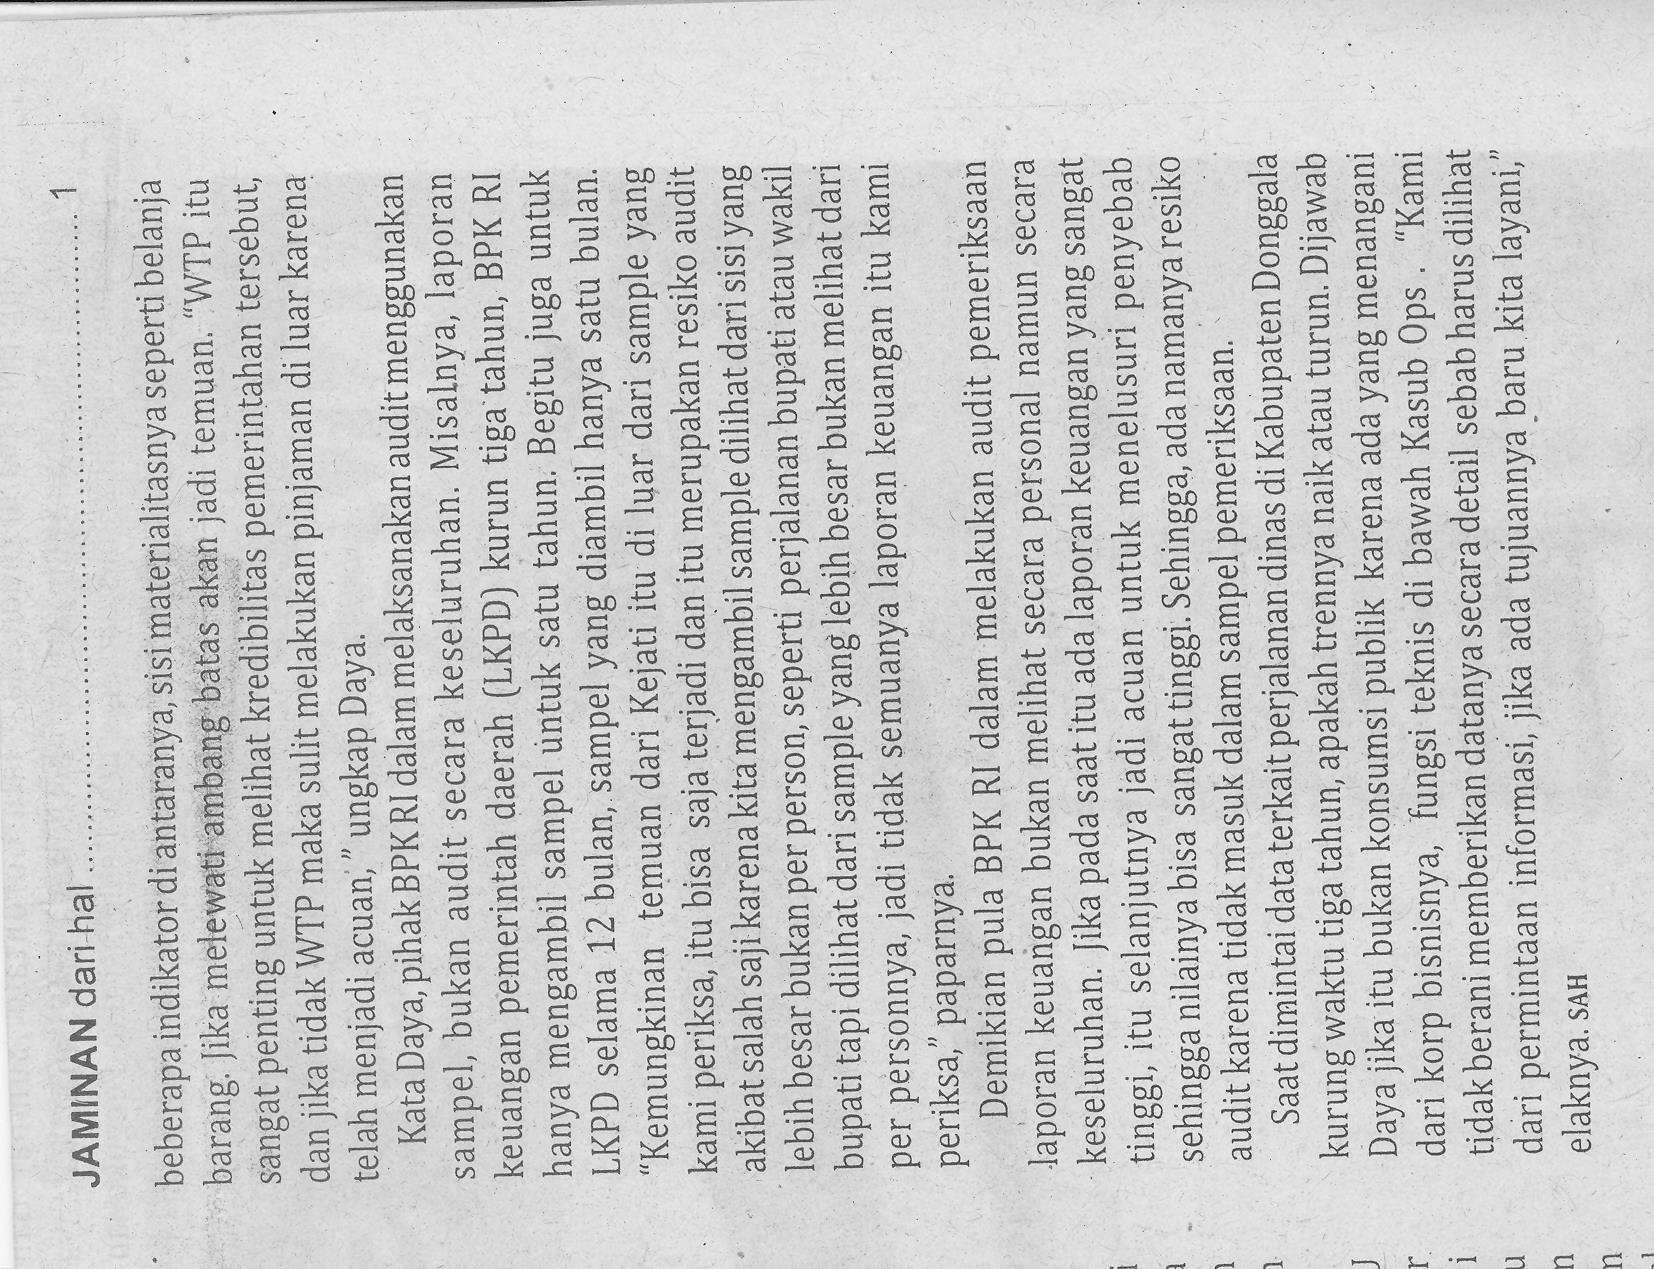 JAMINAN dari hal ........................................................................ 1
beberapa indikator di antaranya, sisi materialitasnya seperti belanja
barang. Jika melewati ambang batas akan jadi temuan. “WTP itu
sangat penting untuk melihat kredibilitas pemerintahan tersebut,
dan jika tidak WTP maka sulit melakukan pinjaman di luar karena
telah menjadi acuan,” ungkap Daya.
Kata Daya, pihak BPK RI dalam melaksanakan audit menggunakan
sampel, bukan audit secara keseluruhan. Misalnya, laporan
keuangan pemerintah daerah (LKPD) kurun tiga tahun, BPK RI
hanya mengambil sampel untuk satu tahun. Begitu juga untuk
LKPD selama 12 bulan, sampel yang diambil hanya satu bulan.
“Kemungkinan temuan dari Kejati itu di luar dari sample yang
kami periksa, itu bisa saja terjadi dan itu merupakan resiko audit
akibat salah saji karena kita mengambil sample dilihat dari sisi yang
lebih besar bukan per person, seperti perjalanan bupati atau wakil
bupati tapi dilihat dari sample yang lebih besar bukan melihat dari
per personnya, jadi tidak semuanya laporan keuangan itu kami
periksa,” paparnya.
Demikian pula BPK RI dalam melakukan audit pemeriksaan
laporan keuangan bukan melihat secara personal namun secara
keseluruhan. Jika pada saat itu ada laporan keuangan yang sangat
tinggi, itu selanjutnya jadi acuan untuk menelusuri penyebab
sehingga nilainya bisa sangat tinggi. Sehingga, ada namanya resiko
audit karena tidak masuk dalam sampel pemeriksaan.
Saat dimintai data terkait perjalanan dinas di Kabupaten Donggala
kurung waktu tiga tahun, apakah trennya naik atau turun. Dijawab
Daya jika itu bukan konsumsi publik karena ada yang menangani
dari korp bisnisnya, fungsi teknis di bawah Kasub Ops . “Kami
tidak berani memberikan datanya secara detail sebab harus dilihat
dari permintaan informasi, jika ada tujuannya baru kita layani,”
elaknya. SAH